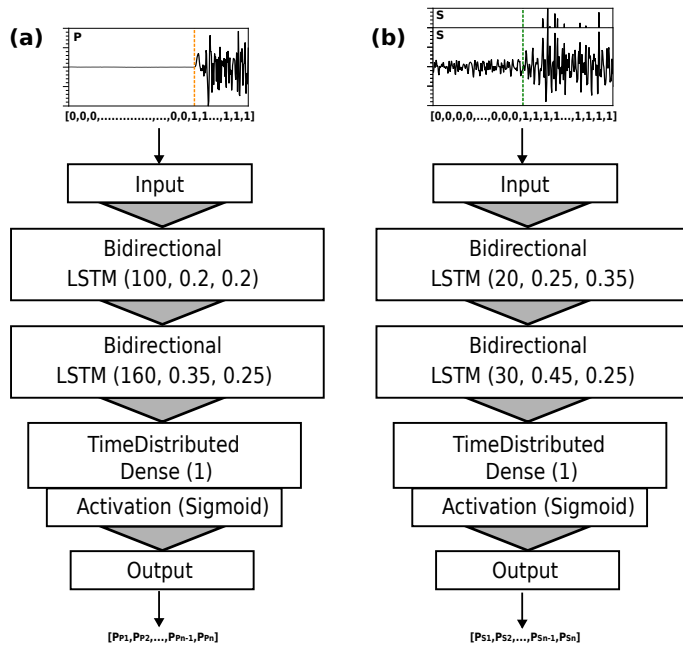 (a)
P
[0,0,0,..............,...,0,0,1,1...,1,1,1]
Input
Bidirectional
LSTM (100, 0.2, 0.2)
Bidirectional
LSTM (160, 0.35, 0.25)
TimeDistributed
Dense (1)
Activation (Sigmoid)
Output
[PP1,PP2,...,PPn-1,PPn]
(b)
S
S
[0,0,0,0,...,0,0,0,1,1,1,1...,1,1,1,1]
Input
Bidirectional
LSTM (20, 0.25, 0.35)
Bidirectional
LSTM (30, 0.45, 0.25)
TimeDistributed
Dense (1)
Activation (Sigmoid)
Output
[PS1,PS2,...,PSn-1,PSn]